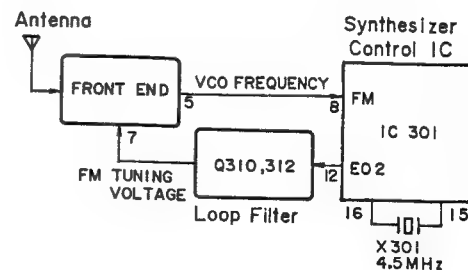 Antenna
Synthesizer
Control IC
FRONT END
VCO FREQUENCY
5
8
FM
IC 301
7
Q310,312
12
EO2
FM TUNING
VOLTAGE
Loop Filter
16
15
X301
4.5MHz